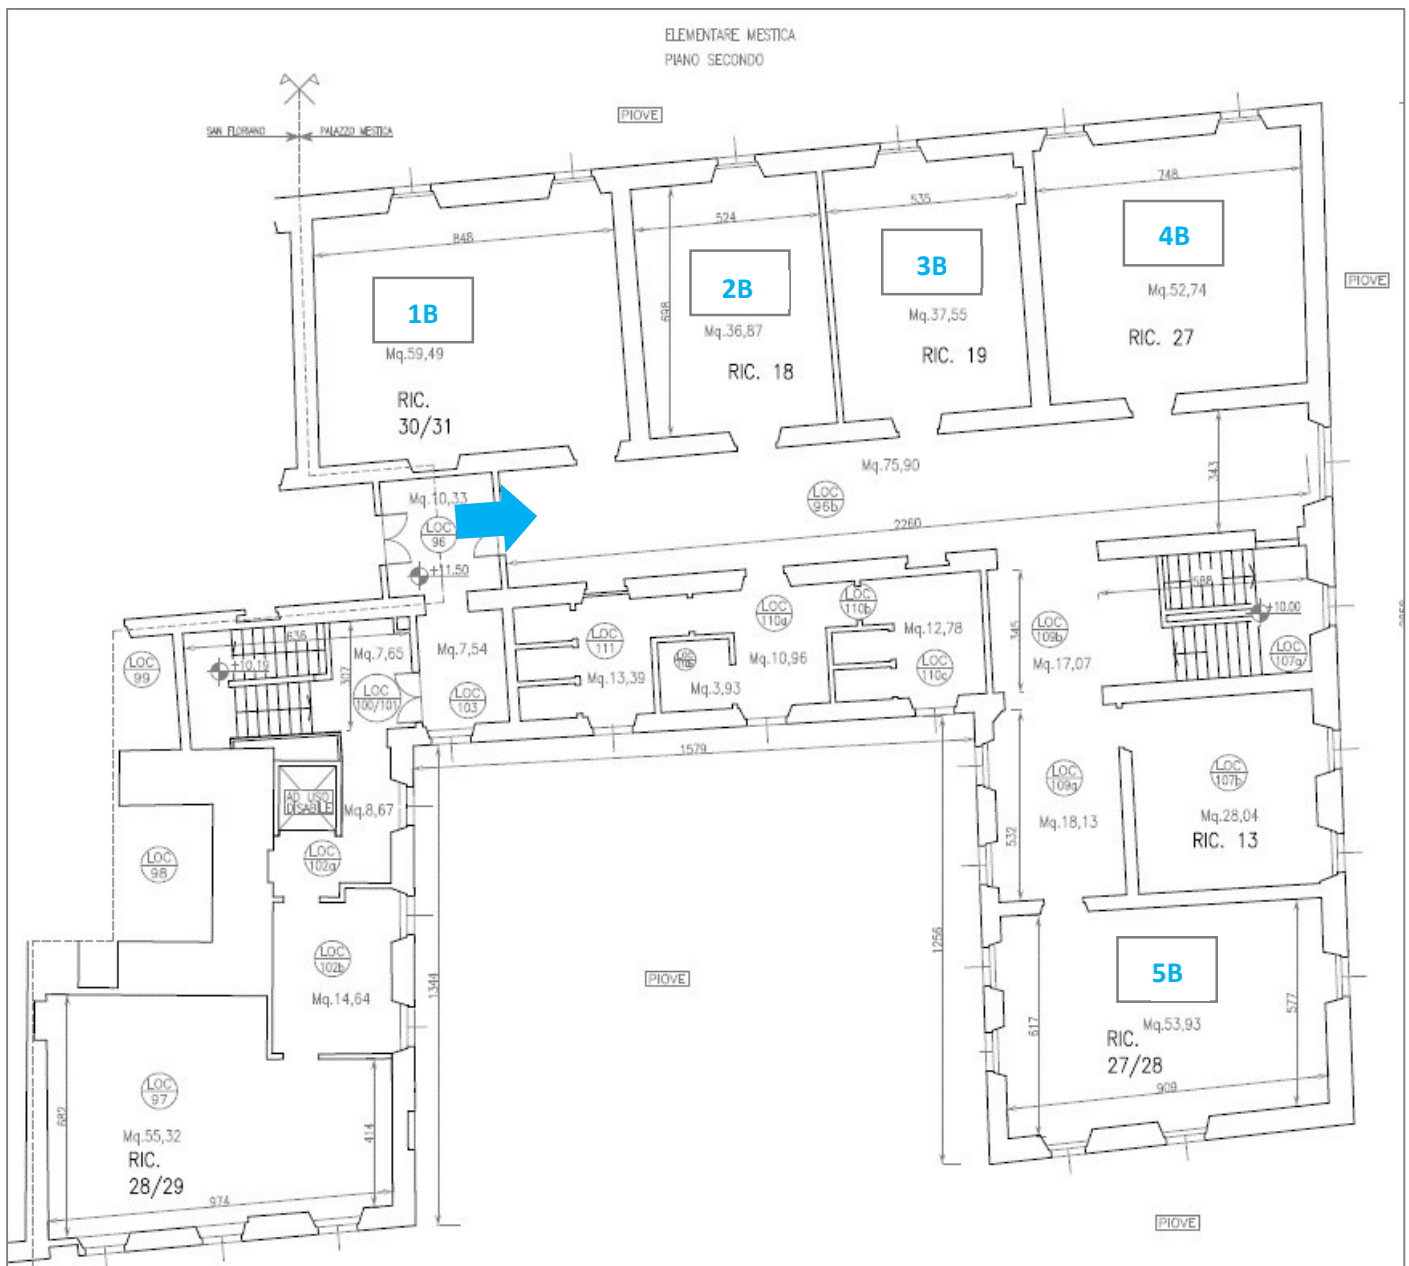 ELEMENTARE MESTICA
PIANO SECONDO
PIOVE
SAN FLORIANO
PALAZZO MESTICA
848
524
535
748
698
1B
2B
3B
4B
Mq.59,49
Mq.36,87
Mq.37,55
Mq.52,74
RIC.
30/31
RIC. 18
RIC. 19
RIC. 27
PIOVE
Mq.75,90
LOC
96b
2260
343
Mq.10,33
LOC
96
+11.50
588
+10.00
LOC
107a
636
+10.19
LOC
99
307
Mq.7,65
LOC
100/101
Mq.7,54
LOC
103
LOC
111
Mq.13,39
Mq.3,93
LOC
110a
Mq.10,96
LOC
110b
Mq.12,78
LOC
110c
345
LOC
109b
Mq.17,07
1579
AD USO
DISABILE
Mq.8,67
LOC
102a
LOC
98
LOC
109a
Mq.18,13
532
LOC
107b
Mq.28,04
RIC. 13
LOC
102b
Mq.14,64
1344
PIOVE
1256
5B
Mq.53,93
RIC.
27/28
617
577
909
LOC
97
Mq.55,32
RIC.
28/29
682
414
974
PIOVE